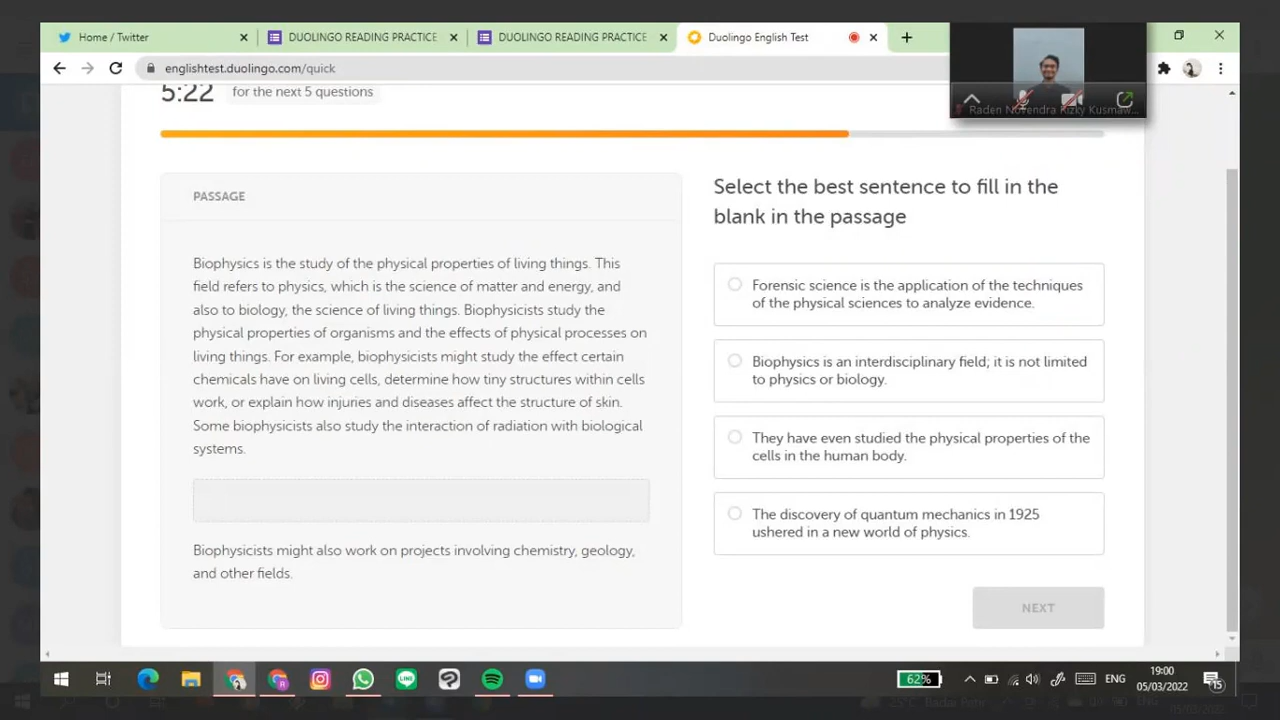 Home / Twitter
DUOLINGO READING PRACTICE
DUOLINGO READING PRACTICE
Duolingo English Test
englishtest.duolingo.com/quick
Raden Novendra Rizky Kusmaw...
5:22
for the next 5 questions
PASSAGE
Biophysics is the study of the physical properties of living things. This
field refers to physics, which is the science of matter and energy, and
also to biology, the science of living things. Biophysicists study the
physical properties of organisms and the effects of physical processes on
living things. For example, biophysicists might study the effect certain
chemicals have on living cells, determine how tiny structures within cells
work, or explain how injuries and diseases affect the structure of skin.
Some biophysicists also study the interaction of radiation with biological
systems.
Biophysicists might also work on projects involving chemistry, geology,
and other fields.
Select the best sentence to fill in the
blank in the passage
Forensic science is the application of the techniques
of the physical sciences to analyze evidence.
Biophysics is an interdisciplinary field; it is not limited
to physics or biology.
They have even studied the physical properties of the
cells in the human body.
The discovery of quantum mechanics in 1925
ushered in a new world of physics.
NEXT
62%
ENG
19:00
05/03/2022
15